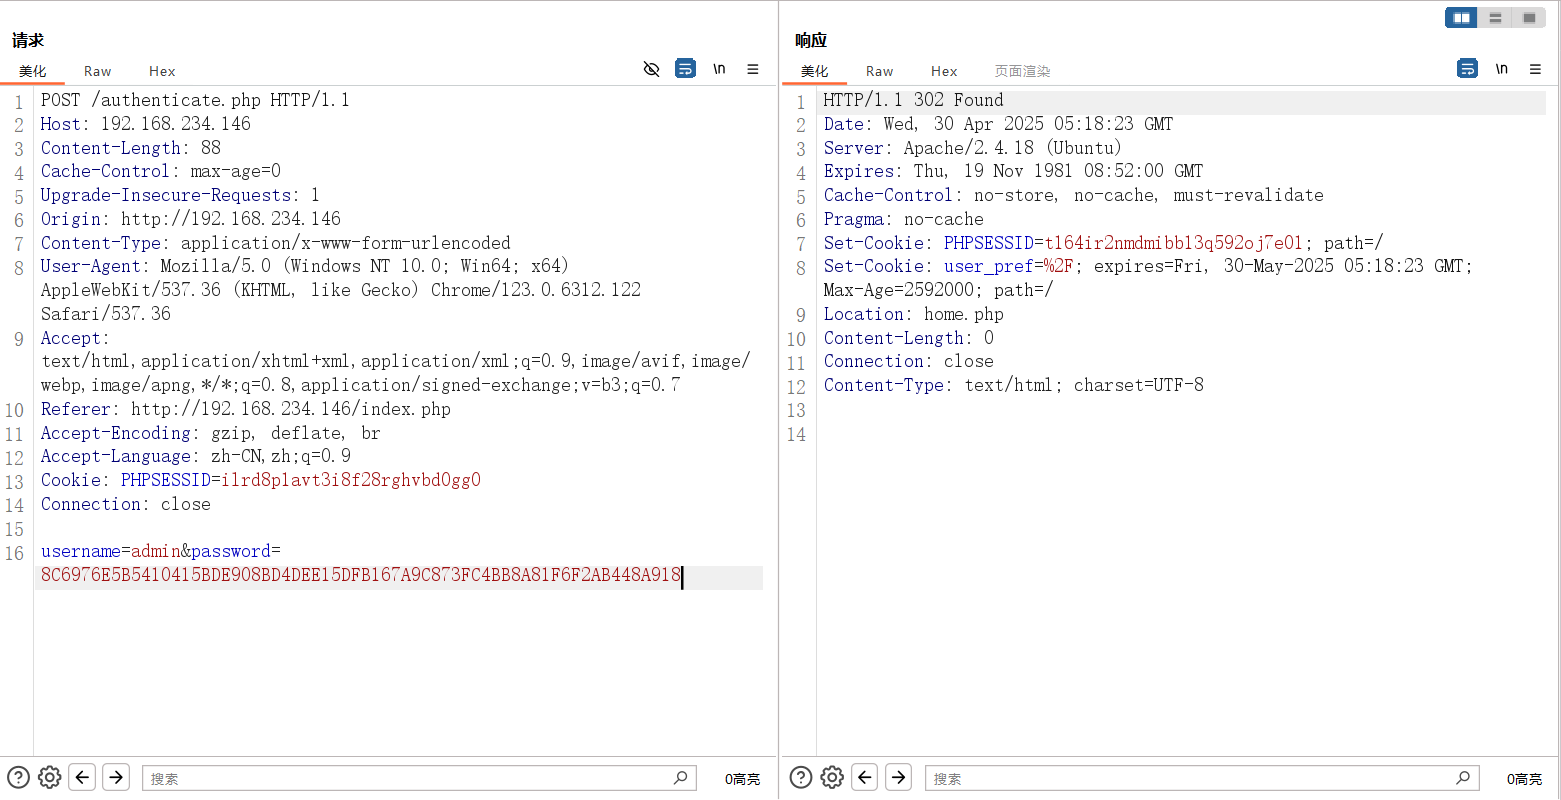 请求
美化 Raw Hex
\n
1 POST /authenticate.php HTTP/1.1
2 Host: 192.168.234.146
3 Content-Length: 88
4 Cache-Control: max-age=0
5 Upgrade-Insecure-Requests: 1
6 Origin: http://192.168.234.146
7 Content-Type: application/x-www-form-urlencoded
8 User-Agent: Mozilla/5.0 (Windows NT 10.0; Win64; x64)
AppleWebKit/537.36 (KHTML, like Gecko) Chrome/123.0.6312.122
Safari/537.36
9 Accept:
text/html,application/xhtml+xml,application/xml;q=0.9,image/avif,image/
webp,image/apng,*/*;q=0.8,application/signed-exchange;v=b3;q=0.7
10 Referer: http://192.168.234.146/index.php
11 Accept-Encoding: gzip, deflate, br
12 Accept-Language: zh-CN,zh;q=0.9
13 Cookie: PHPSESSID=ilrd8plavt3i8f28rghvbd0gg0
14 Connection: close
15
16 username=admin&password=
8C6976E5B5410415BDE908BD4DEE15DFB167A9C873FC4BB8A81F6F2AB448A918
搜索
0高亮
响应
美化 Raw Hex 页面渲染
\n
1 HTTP/1.1 302 Found
2 Date: Wed, 30 Apr 2025 05:18:23 GMT
3 Server: Apache/2.4.18 (Ubuntu)
4 Expires: Thu, 19 Nov 1981 08:52:00 GMT
5 Cache-Control: no-store, no-cache, must-revalidate
6 Pragma: no-cache
7 Set-Cookie: PHPSESSID=t164ir2nmdmibbl3q592oj7e01; path=/
8 Set-Cookie: user_pref=%2F; expires=Fri, 30-May-2025 05:18:23 GMT;
Max-Age=2592000; path=/
9 Location: home.php
10 Content-Length: 0
11 Connection: close
12 Content-Type: text/html; charset=UTF-8
13
14
搜索
0高亮